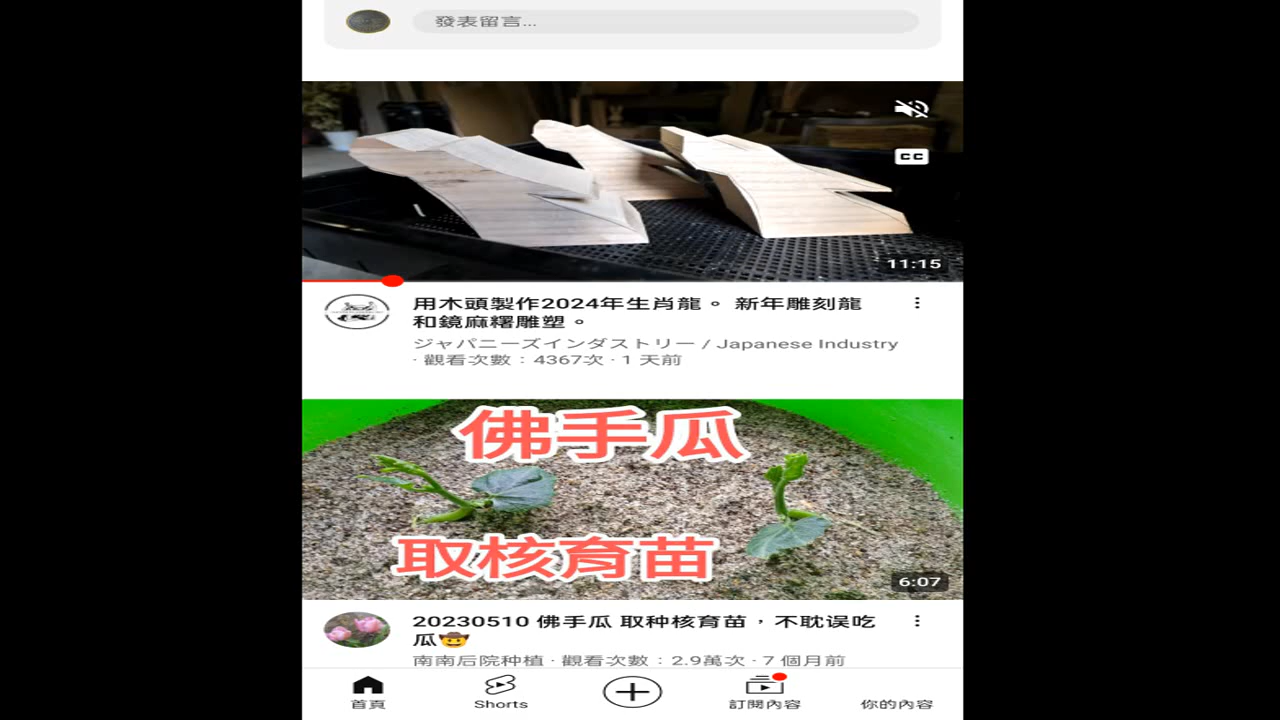 發表留言...
CC
11:15
用木頭製作2024年生肖龍。 新年雕刻龍
和鏡麻糬雕塑。
ジャパニーズインダストリー / Japanese Industry
· 觀看次數：4367次 · 1 天前
佛手瓜
取核育苗
6:07
20230510 佛手瓜 取种核育苗，不耽误吃
瓜🤠
南南后院种植 · 觀看次數：2.9萬次 · 7 個月前
首頁
Shorts
訂閱內容
你的內容